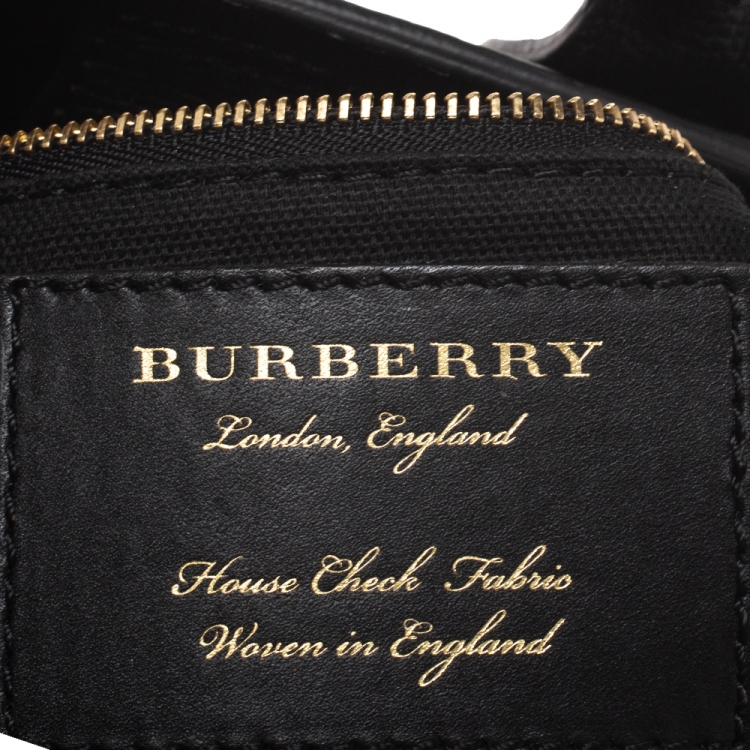 BURBERRY
London, England
House Check Fabric
Woven in England